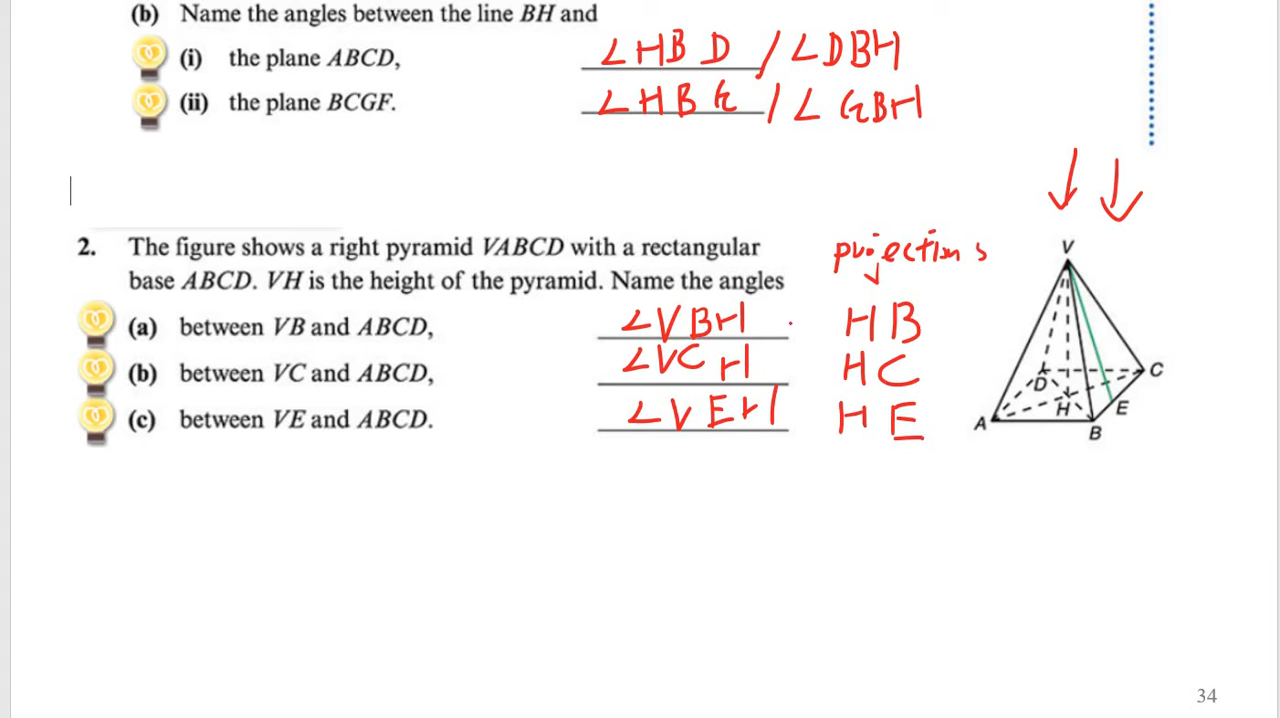 (b) Name the angles between the line BH and
(i) the plane ABCD, ∠HBD / ∠DBH
(ii) the plane BCGF. ∠HBG / ∠GBH
2. The figure shows a right pyramid VABCD with a rectangular
base ABCD. VH is the height of the pyramid. Name the angles
projections
(a) between VB and ABCD, ∠VBH HB
(b) between VC and ABCD, ∠VCH HC
(c) between VE and ABCD. ∠VEH HE
V
C
D
H
E
A
B
34